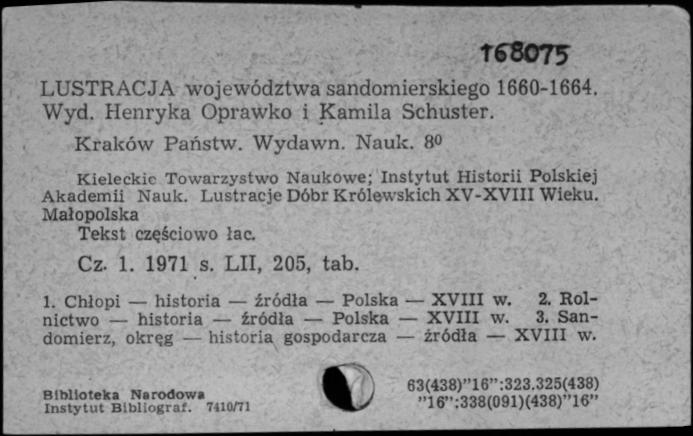 168075
LUSTRACJA województwa sandomierskiego 1660-1664.
Wyd. Henryka Oprawko i Kamila Schuster.
Kraków Państw. Wydawn. Nauk. 8⁰
Kieleckie Towarzystwo Naukowe; Instytut Historii Polskiej
Akademii Nauk. Lustracje Dóbr Królewskich XV-XVIII Wieku.
Małopolska
Tekst częściowo łac.
Cz. 1. 1971 s. LII, 205, tab.
1. Chłopi — historia — źródła — Polska — XVIII w. 2. Rol-
nictwo — historia — źródła — Polska — XVIII w. 3. San-
domierz, okręg — historia gospodarcza — źródła — XVIII w.
63(438)"16":323.325(438)
Biblioteka Narodowa
"16":338(091)(438)"16"
Instytut Bibliograf. 7410/71